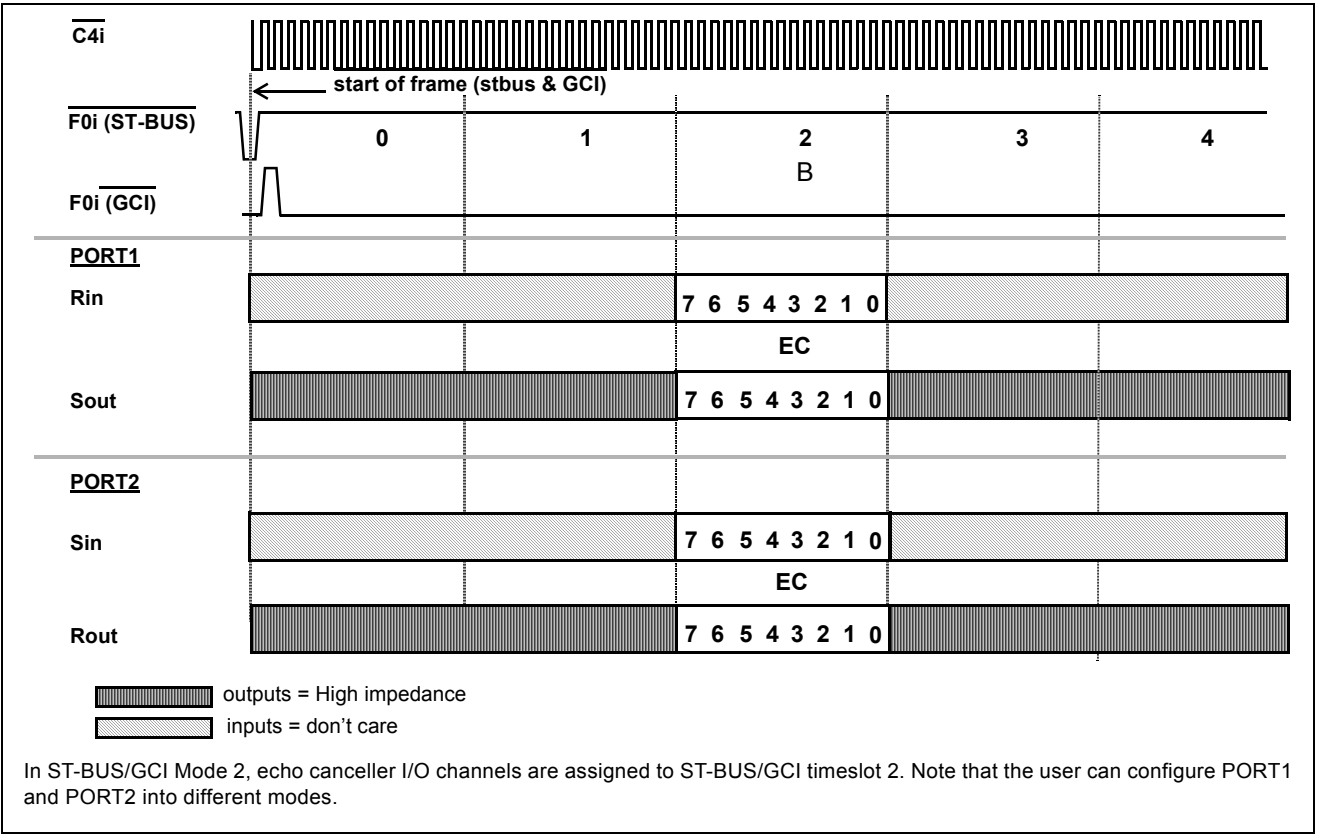 C4i
start of frame (stbus & GCI)
F0i (ST-BUS)
0 1 2 3 4
B
F0i (GCI)
PORT1
Rin
7 6 5 4 3 2 1 0
EC
Sout
7 6 5 4 3 2 1 0
PORT2
Sin
7 6 5 4 3 2 1 0
EC
Rout
7 6 5 4 3 2 1 0
outputs = High impedance
inputs = don’t care
In ST-BUS/GCI Mode 2, echo canceller I/O channels are assigned to ST-BUS/GCI timeslot 2. Note that the user can configure PORT1
and PORT2 into different modes.